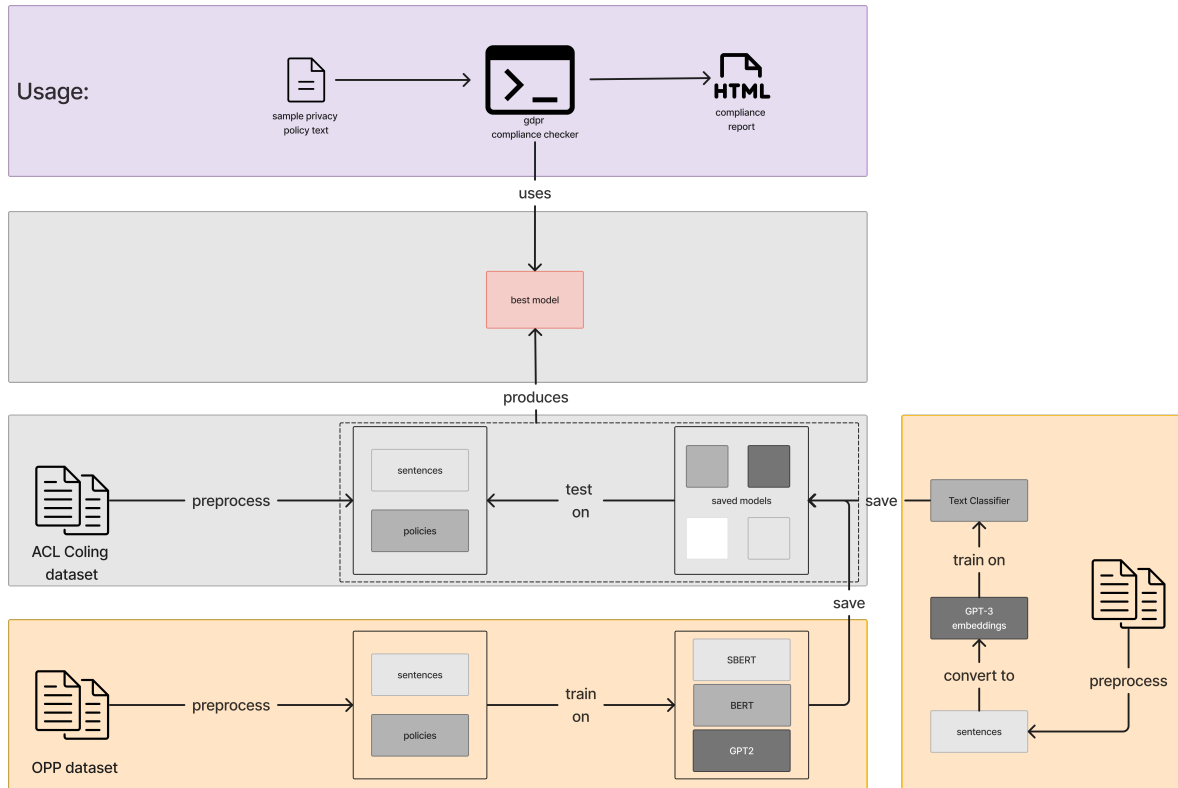 Usage:
sample privacy
policy text
gdpr
compliance checker
HTML
compliance
report
uses
best model
produces
ACL Coling
dataset
preprocess
sentences
policies
test
on
saved models
save
save
OPP dataset
preprocess
sentences
policies
train
on
SBERT
BERT
GPT2
Text Classifier
train on
GPT-3
embeddings
convert to
sentences
preprocess